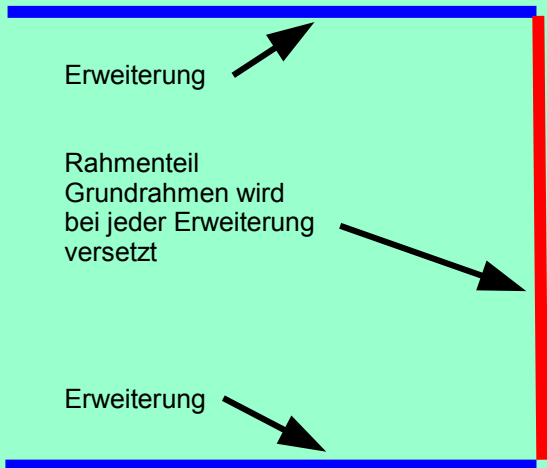 Erweiterung
Rahmenteil
Grundrahmen wird
bei jeder Erweiterung
versetzt
Erweiterung